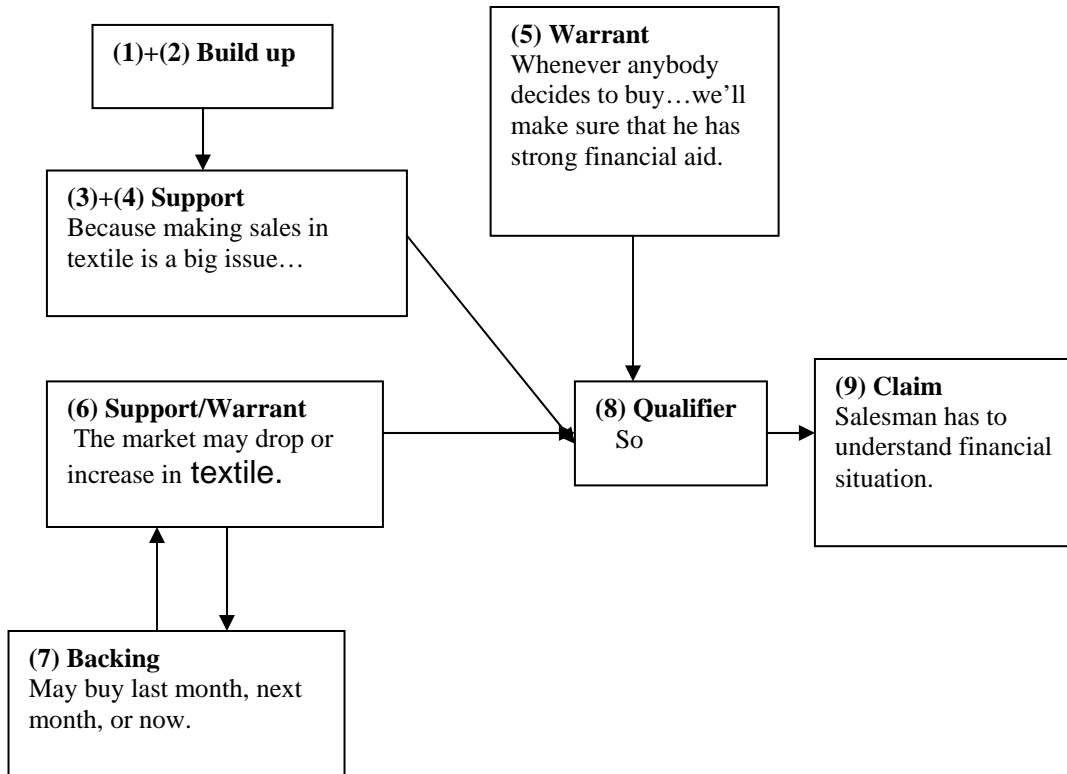 (1)+(2) Build up
(5) Warrant
Whenever anybody
decides to buy…we’ll
make sure that he has
strong financial aid.
(3)+(4) Support
Because making sales in
textile is a big issue…
(6) Support/Warrant
The market may drop or
increase in textile.
(8) Qualifier
So
(9) Claim
Salesman has to
understand financial
situation.
(7) Backing
May buy last month, next
month, or now.